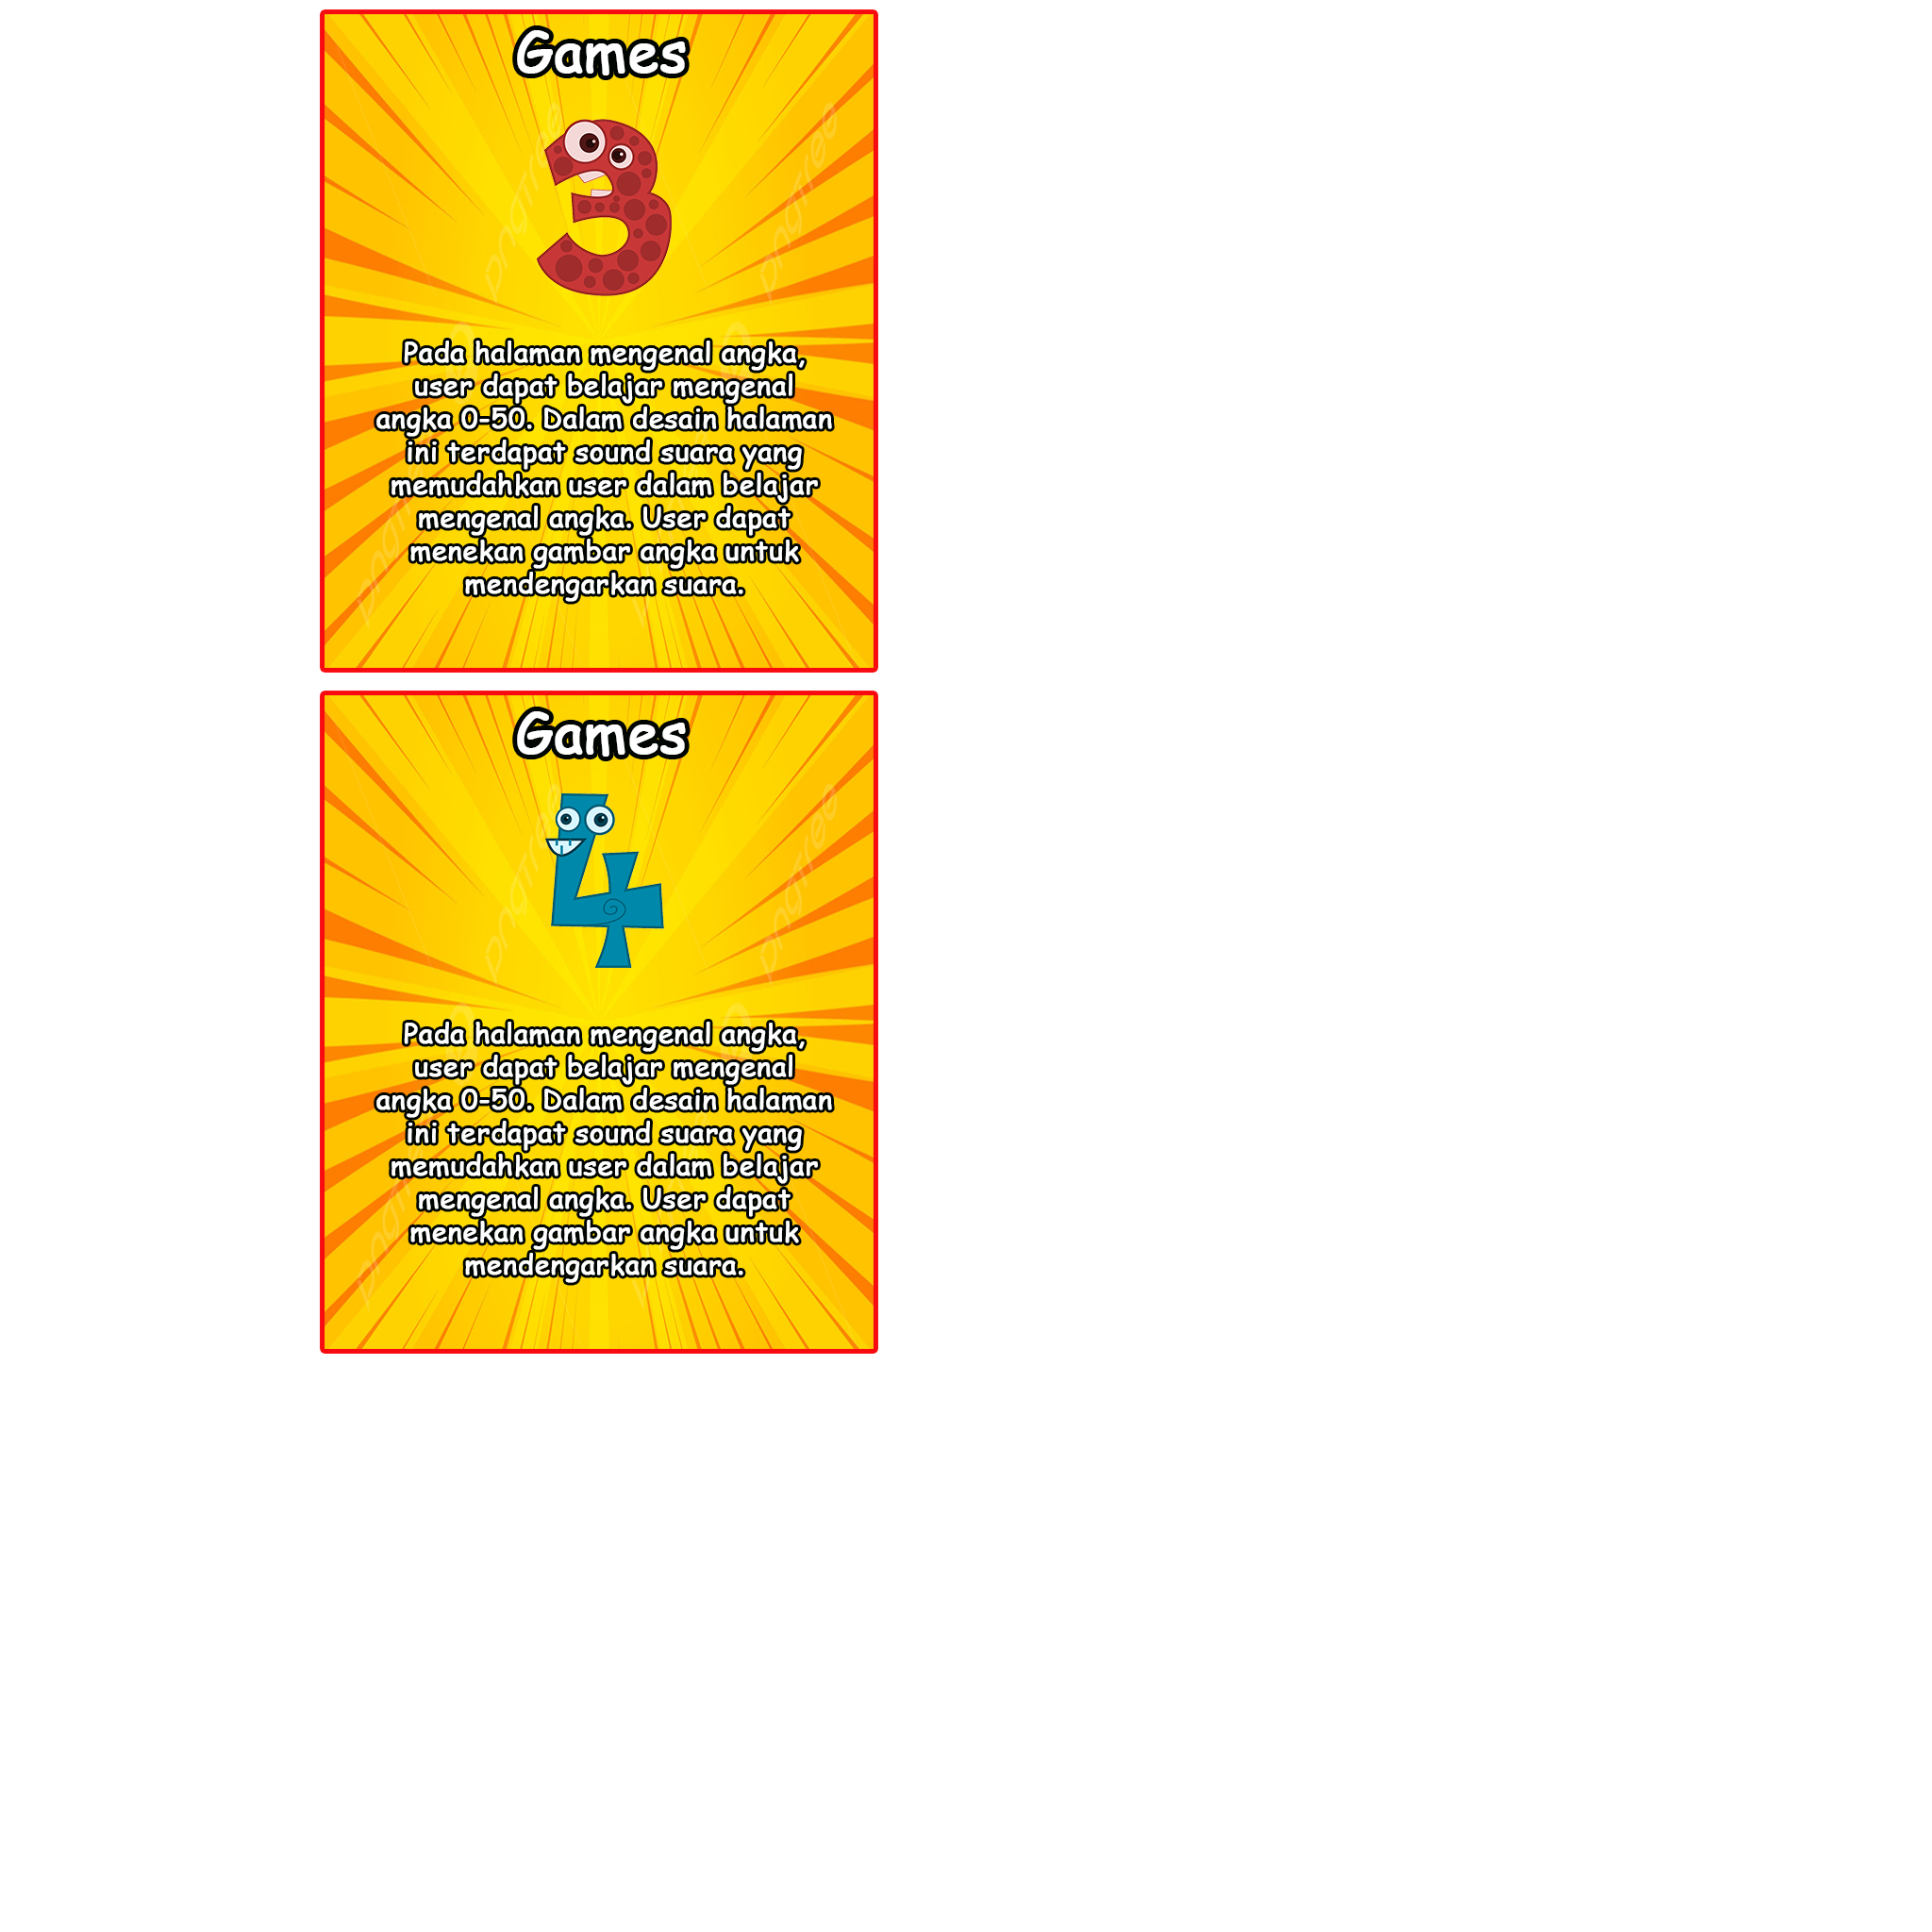 Games
3
Pada halaman mengenal angka,
user dapat belajar mengenal
angka 0-50. Dalam desain halaman
ini terdapat sound suara yang
memudahkan user dalam belajar
mengenal angka. User dapat
menekan gambar angka untuk
mendengarkan suara.
Games
4
Pada halaman mengenal angka,
user dapat belajar mengenal
angka 0-50. Dalam desain halaman
ini terdapat sound suara yang
memudahkan user dalam belajar
mengenal angka. User dapat
menekan gambar angka untuk
mendengarkan suara.